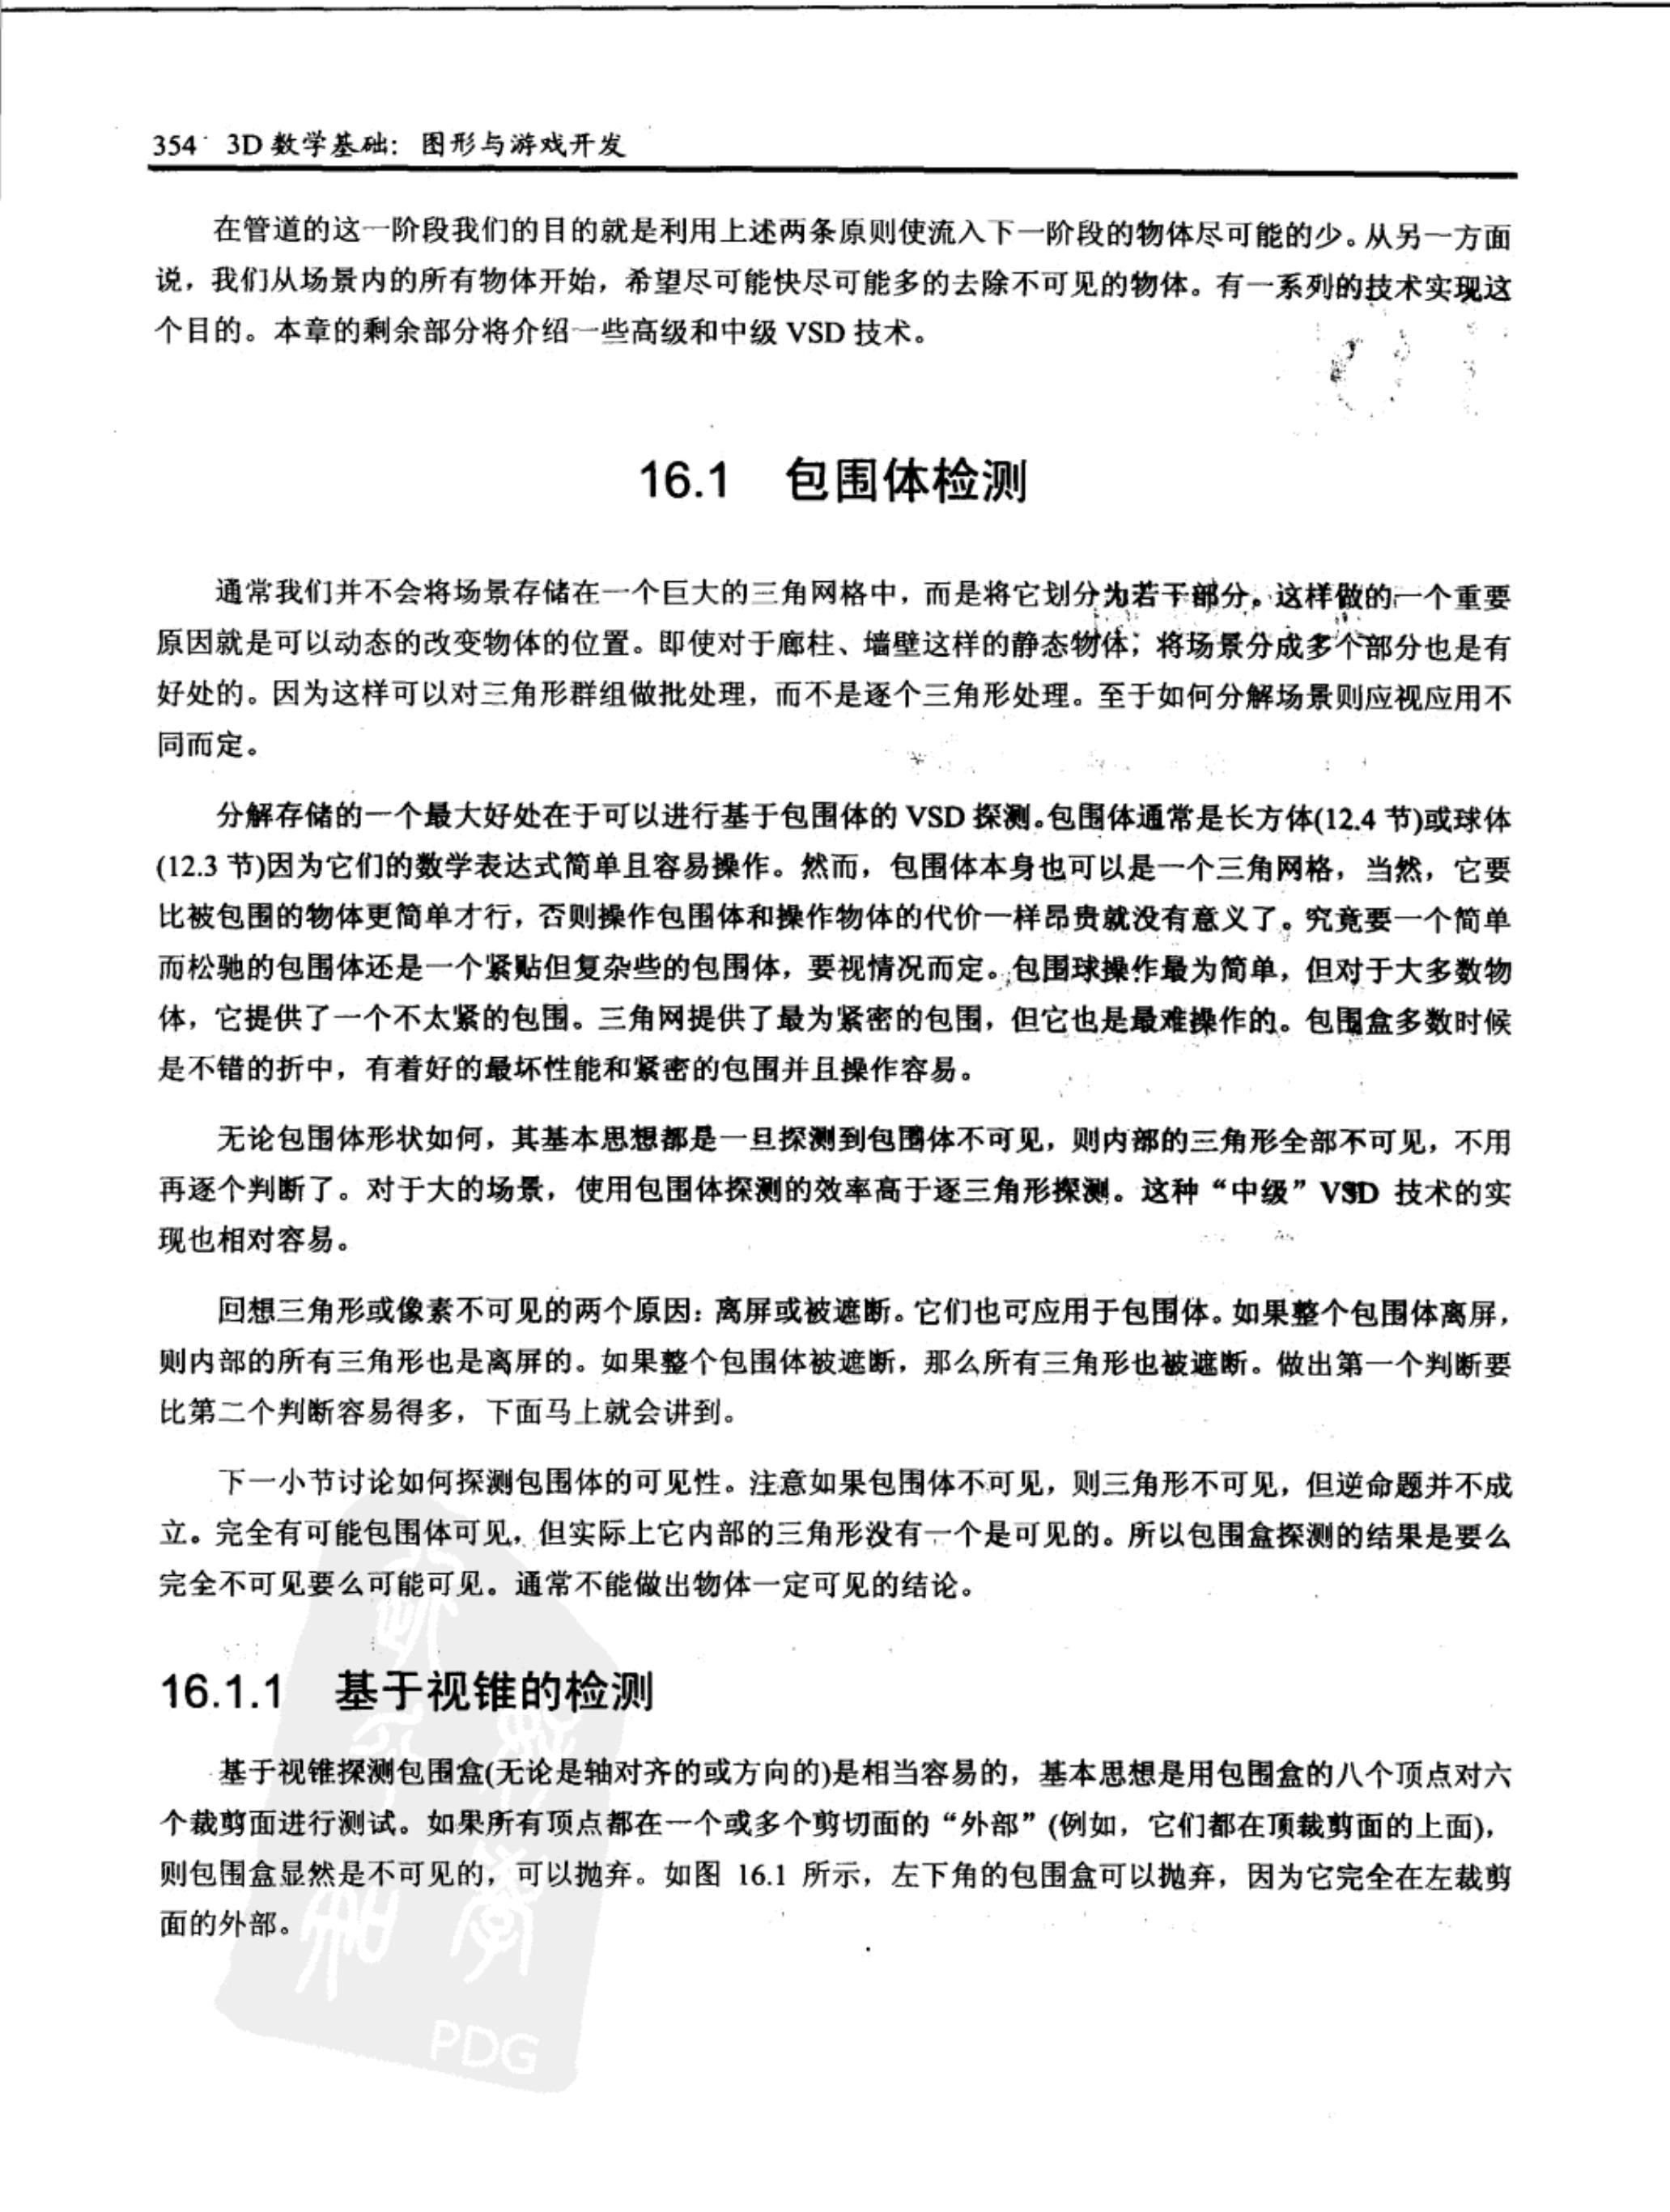 354 3D 数学基础：图形与游戏开发
在管道的这一阶段我们的目的就是利用上述两条原则使流入下一阶段的物体尽可能的少。从另一方面
说，我们从场景内的所有物体开始，希望尽可能快尽可能多的去除不可见的物体。有一系列的技术实现这
个目的。本章的剩余部分将介绍一些高级和中级 VSD 技术。
16.1 包围体检测
通常我们并不会将场景存储在一个巨大的三角网格中，而是将它划分为若干部分。这样做的一个重要
原因就是可以动态的改变物体的位置。即使对于廊柱、墙壁这样的静态物体；将场景分成多个部分也是有
好处的。因为这样可以对三角形群组做批处理，而不是逐个三角形处理。至于如何分解场景则应视应用不
同而定。
分解存储的一个最大好处在于可以进行基于包围体的 VSD 探测。包围体通常是长方体(12.4 节)或球体
(12.3 节)因为它们的数学表达式简单且容易操作。然而，包围体本身也可以是一个三角网格，当然，它要
比被包围的物体更简单才行，否则操作包围体和操作物体的代价一样昂贵就没有意义了。究竟要一个简单
而松驰的包围体还是一个紧贴但复杂些的包围体，要视情况而定。包围球操作最为简单，但对于大多数物
体，它提供了一个不太紧的包围。三角网提供了最为紧密的包围，但它也是最难操作的。包围盒多数时候
是不错的折中，有着好的最坏性能和紧密的包围并且操作容易。
无论包围体形状如何，其基本思想都是一旦探测到包围体不可见，则内部的三角形全部不可见，不用
再逐个判断了。对于大的场景，使用包围体探测的效率高于逐三角形探测。这种“中级”VSD 技术的实
现也相对容易。
回想三角形或像素不可见的两个原因：离屏或被遮断。它们也可应用于包围体。如果整个包围体离屏，
则内部的所有三角形也是离屏的。如果整个包围体被遮断，那么所有三角形也被遮断。做出第一个判断要
比第二个判断容易得多，下面马上就会讲到。
下一小节讨论如何探测包围体的可见性。注意如果包围体不可见，则三角形不可见，但逆命题并不成
立。完全有可能包围体可见，但实际上它内部的三角形没有一个是可见的。所以包围盒探测的结果是要么
完全不可见要么可能可见。通常不能做出物体一定可见的结论。
16.1.1 基于视锥的检测
基于视锥探测包围盒(无论是轴对齐的或方向的)是相当容易的，基本思想是用包围盒的八个顶点对六
个裁剪面进行测试。如果所有顶点都在一个或多个剪切面的“外部”(例如，它们都在顶裁剪面的上面)，
则包围盒显然是不可见的，可以抛弃。如图 16.1 所示，左下角的包围盒可以抛弃，因为它完全在左裁剪
面的外部。
PDG